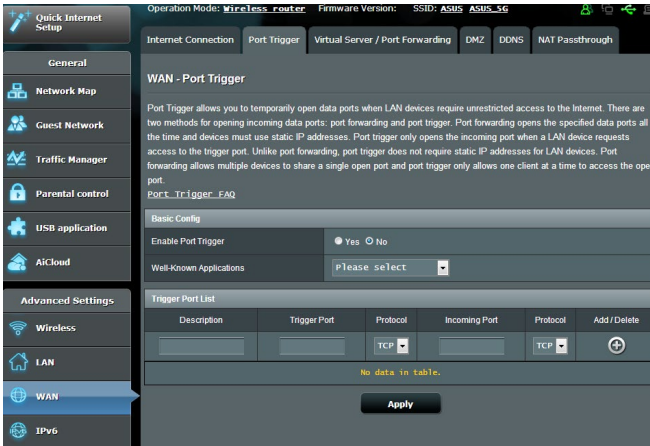 Operation Mode: Wireless router Firmware Version: SSID: ASUS ASUS_5G
Quick Internet
Setup
General
Network Map
Guest Network
Traffic Manager
Parental control
USB application
AiCloud
Advanced Settings
Wireless
LAN
WAN
IPv6
Internet Connection Port Trigger Virtual Server / Port Forwarding DMZ DDNS NAT Passthrough
WAN - Port Trigger
Port Trigger allows you to temporarily open data ports when LAN devices require unrestricted access to the Internet. There are
two methods for opening incoming data ports: port forwarding and port trigger. Port forwarding opens the specified data ports all
the time and devices must use static IP addresses. Port trigger only opens the incoming port when a LAN device requests
access to the trigger port. Unlike port forwarding, port trigger does not require static IP addresses for LAN devices. Port
forwarding allows multiple devices to share a single open port and port trigger only allows one client at a time to access the ope
port.
Port Trigger FAQ
Basic Config
Enable Port Trigger Yes No
Well-Known Applications Please select
Trigger Port List
Description Trigger Port Protocol Incoming Port Protocol Add / Delete
TCP TCP
No data in table.
Apply